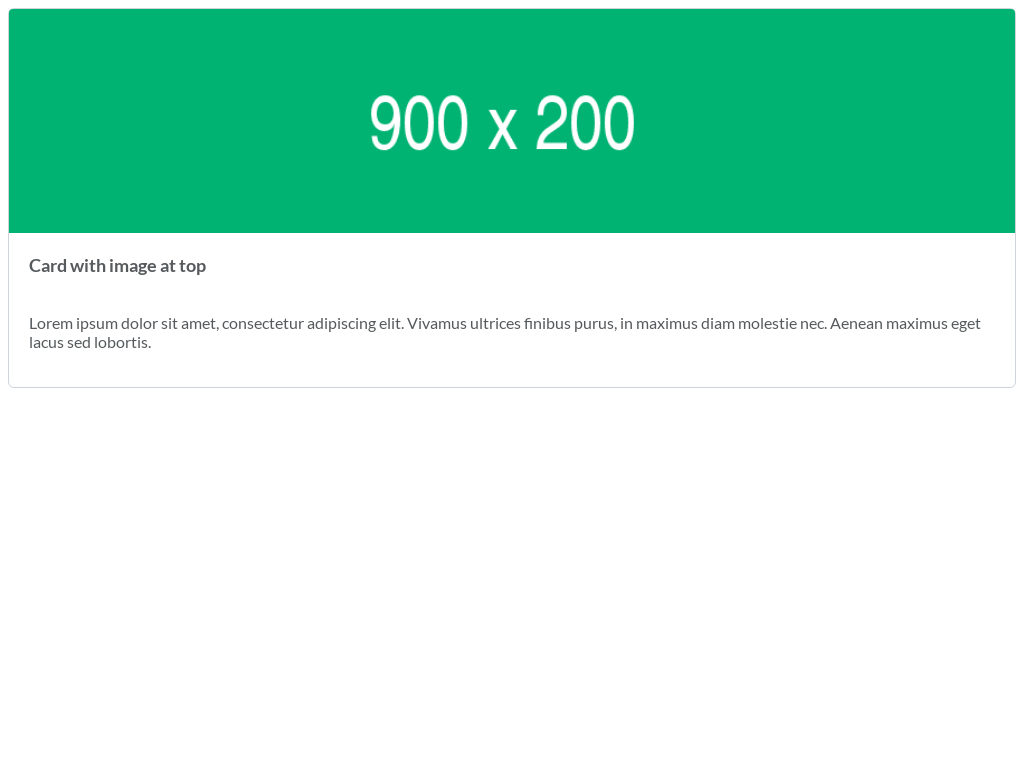 900 x 200
Card with image at top
Lorem ipsum dolor sit amet, consectetur adipiscing elit. Vivamus ultrices finibus purus, in maximus diam molestie nec. Aenean maximus eget
lacus sed lobortis.